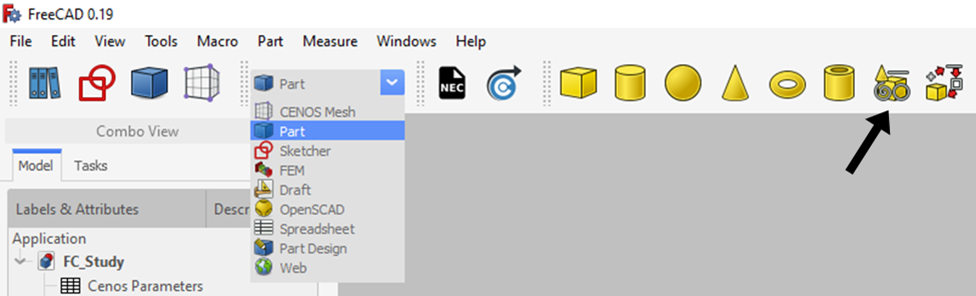 FreeCAD 0.19
File Edit View Tools Macro Part Measure Windows Help
Part
NEC
CENOS Mesh
Part
Sketcher
FEM
Draft
OpenSCAD
Spreadsheet
Part Design
Web
Combo View
Model Tasks
Labels & Attributes Descr
Application
FC_Study
Cenos Parameters